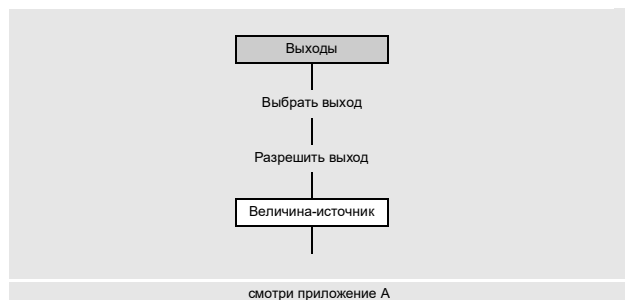 Выходы
Выбрать выход
Разрешить выход
Величина-источник
смотри приложение А